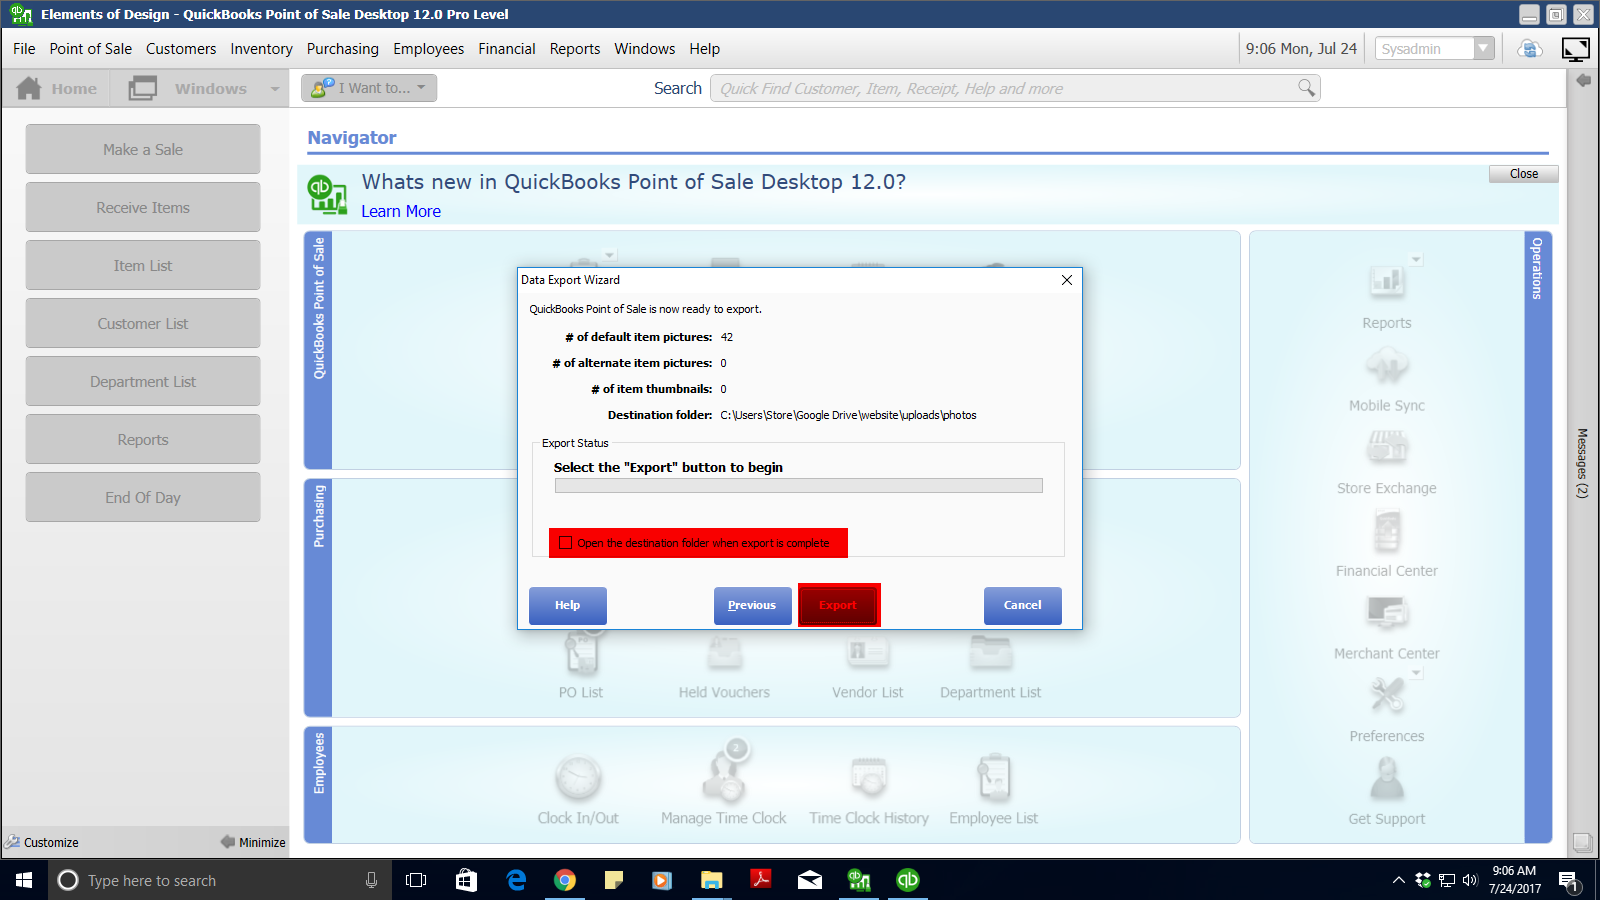 Elements of Design - QuickBooks Point of Sale Desktop 12.0 Pro Level
File Point of Sale Customers Inventory Purchasing Employees Financial Reports Windows Help
9:06 Mon, Jul 24
Sysadmin
Home
Windows
I Want to...
Search
Quick Find Customer, Item, Receipt, Help and more
Make a Sale
Receive Items
Item List
Customer List
Department List
Reports
End Of Day
Customize
Minimize
Navigator
qb
Whats new in QuickBooks Point of Sale Desktop 12.0?
Learn More
Close
QuickBooks Point of Sale
Data Export Wizard
QuickBooks Point of Sale is now ready to export.
# of default item pictures: 42
# of alternate item pictures: 0
# of item thumbnails: 0
Destination folder: C:\Users\Store\Google Drive\website\uploads\photos
Export Status
Select the "Export" button to begin
Open the destination folder when export is complete
Help
Previous
Export
Cancel
Purchasing
PO List
Held Vouchers
Vendor List
Department List
Employees
2
Clock In/Out
Manage Time Clock
Time Clock History
Employee List
Operations
Reports
Mobile Sync
Store Exchange
Financial Center
Merchant Center
Preferences
Get Support
Messages (2)
Type here to search
qb
9:06 AM
7/24/2017
1